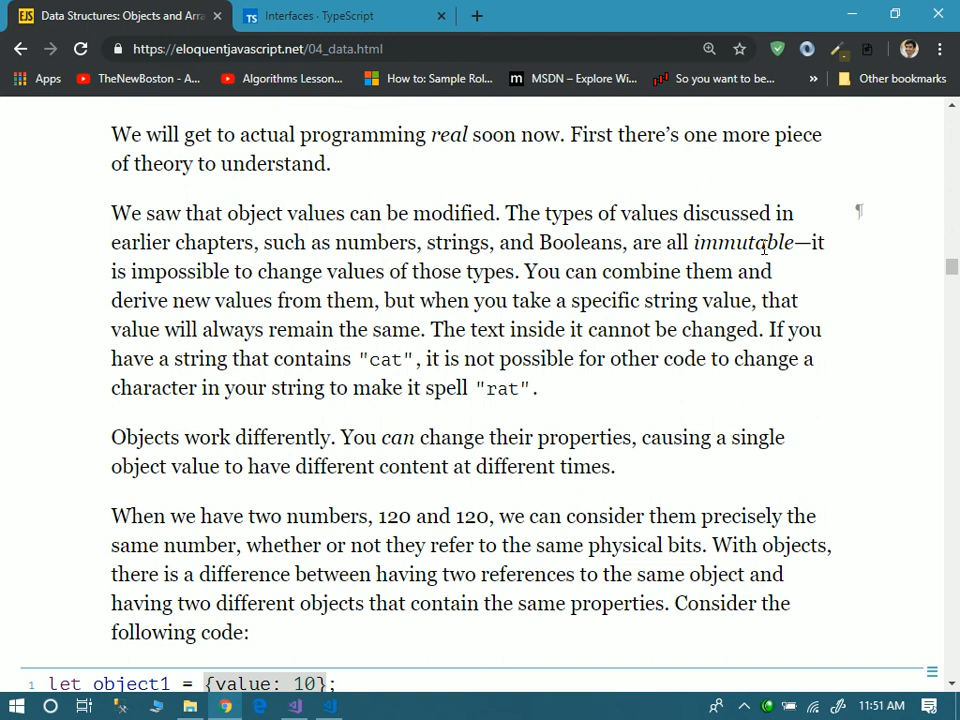 Data Structures: Objects and Arra
Interfaces · TypeScript
https://eloquentjavascript.net/04_data.html
Apps
TheNewBoston - A...
Algorithms Lesson...
How to: Sample Rol...
MSDN – Explore Wi...
So you want to be...
Other bookmarks
We will get to actual programming real soon now. First there's one more piece
of theory to understand.
We saw that object values can be modified. The types of values discussed in
earlier chapters, such as numbers, strings, and Booleans, are all immutable—it
is impossible to change values of those types. You can combine them and
derive new values from them, but when you take a specific string value, that
value will always remain the same. The text inside it cannot be changed. If you
have a string that contains "cat", it is not possible for other code to change a
character in your string to make it spell "rat".
Objects work differently. You can change their properties, causing a single
object value to have different content at different times.
When we have two numbers, 120 and 120, we can consider them precisely the
same number, whether or not they refer to the same physical bits. With objects,
there is a difference between having two references to the same object and
having two different objects that contain the same properties. Consider the
following code:
1 let object1 = {value: 10};
11:51 AM